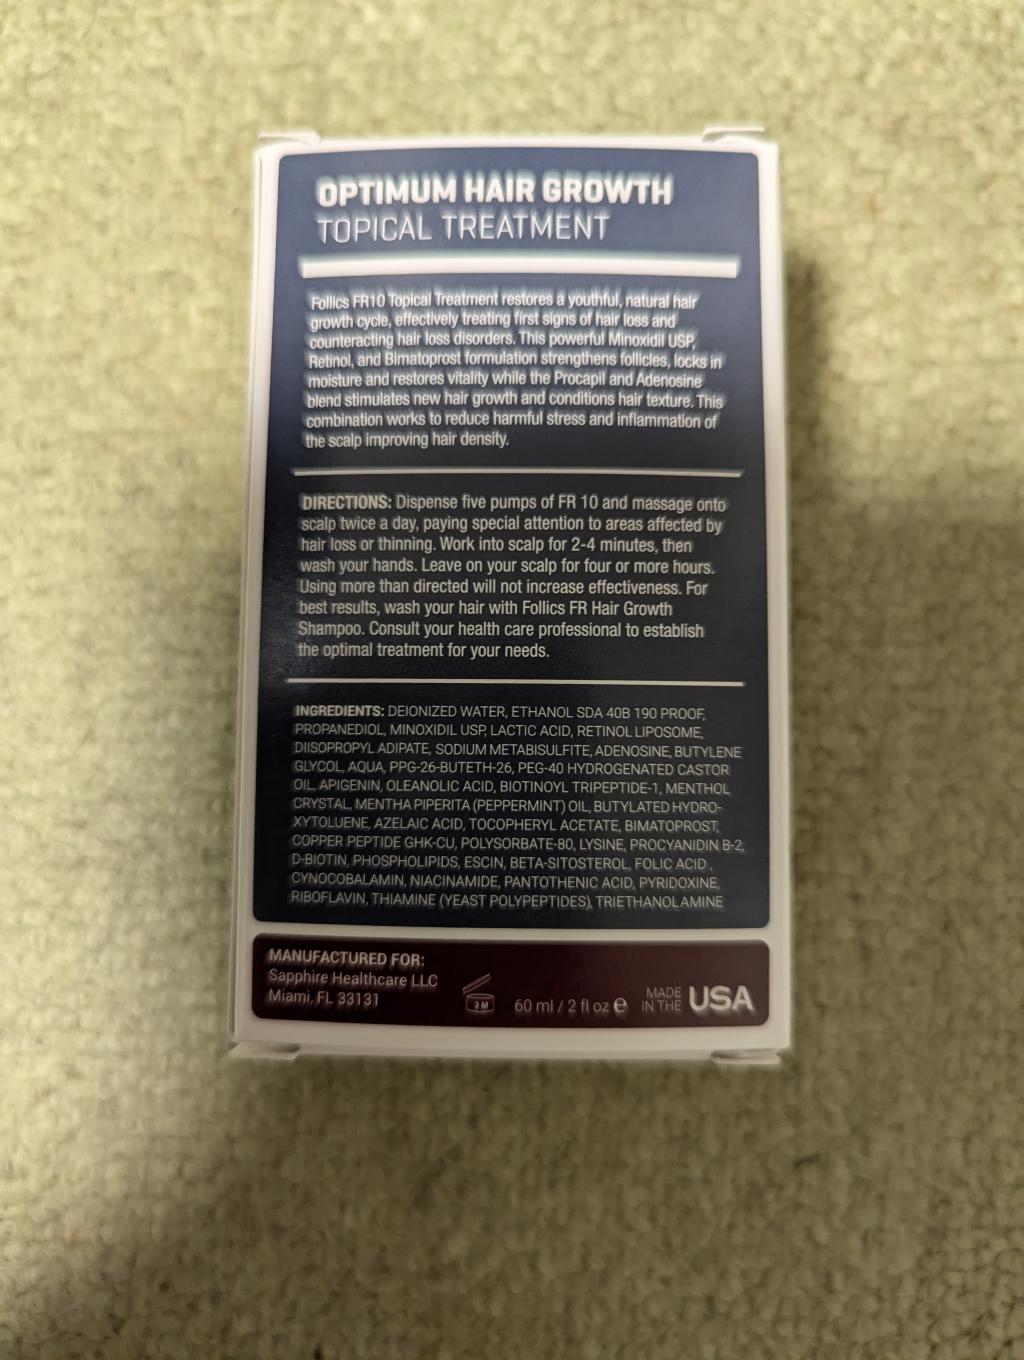 OPTIMUM HAIR GROWTH
TOPICAL TREATMENT
Follics FR10 Topical Treatment restores a youthful, natural hair
growth cycle, effectively treating first signs of hair loss and
counteracting hair loss disorders. This powerful Minoxidil USP,
Retinol, and Bimatoprost formulation strengthens follicles, locks in
moisture and restores vitality while the Procapil and Adenosine
blend stimulates new hair growth and conditions hair texture. This
combination works to reduce harmful stress and inflammation of
the scalp improving hair density.
DIRECTIONS: Dispense five pumps of FR 10 and massage onto
scalp twice a day, paying special attention to areas affected by
hair loss or thinning. Work into scalp for 2-4 minutes, then
wash your hands. Leave on your scalp for four or more hours.
Using more than directed will not increase effectiveness. For
best results, wash your hair with Follics FR Hair Growth
Shampoo. Consult your health care professional to establish
the optimal treatment for your needs.
INGREDIENTS: DEIONIZED WATER, ETHANOL SDA 40B 190 PROOF,
PROPANEDIOL, MINOXIDIL USP, LACTIC ACID, RETINOL LIPOSOME,
DIISOPROPYL ADIPATE, SODIUM METABISULFITE, ADENOSINE, BUTYLENE
GLYCOL, AQUA, PPG-26-BUTETH-26, PEG-40 HYDROGENATED CASTOR
OIL, APIGENIN, OLEANOLIC ACID, BIOTINOYL TRIPEPTIDE-1, MENTHOL
CRYSTAL, MENTHA PIPERITA (PEPPERMINT) OIL, BUTYLATED HYDRO-
XYTOLUENE, AZELAIC ACID, TOCOPHERYL ACETATE, BIMATOPROST,
COPPER PEPTIDE GHK-CU, POLYSORBATE-80, LYSINE, PROCYANIDIN B-2,
D-BIOTIN, PHOSPHOLIPIDS, ESCIN, BETA-SITOSTEROL, FOLIC ACID ,
CYNOCOBALAMIN, NIACINAMIDE, PANTOTHENIC ACID, PYRIDOXINE,
RIBOFLAVIN, THIAMINE (YEAST POLYPEPTIDES), TRIETHANOLAMINE
MANUFACTURED FOR:
Sapphire Healthcare LLC
Miami, FL 33131
3 M
60 ml / 2 fl oz e
MADE
IN THE
USA